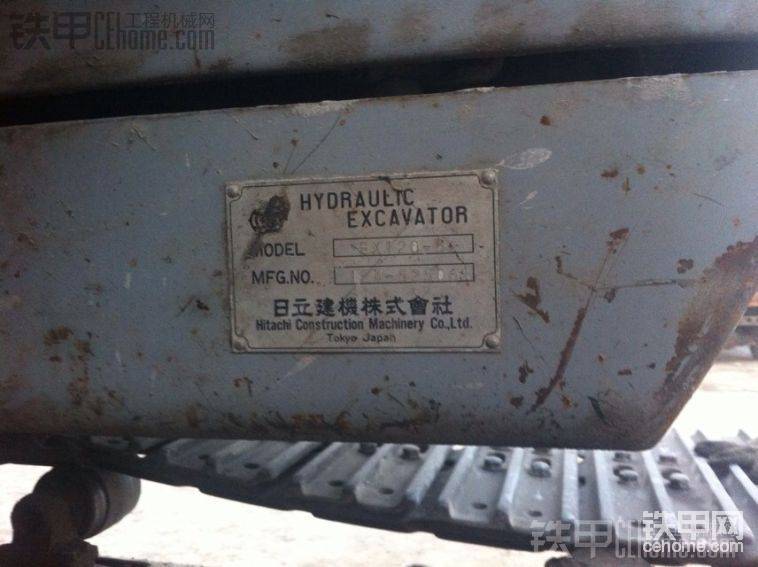 铁甲 工程机械网
CEhome.com
HYDRAULIC
EXCAVATOR
MODEL
MFG.NO.
日立建機株式會社
Hitachi Construction Machinery Co.,Ltd.
Tokyo Japan
铁甲网
cehome.com